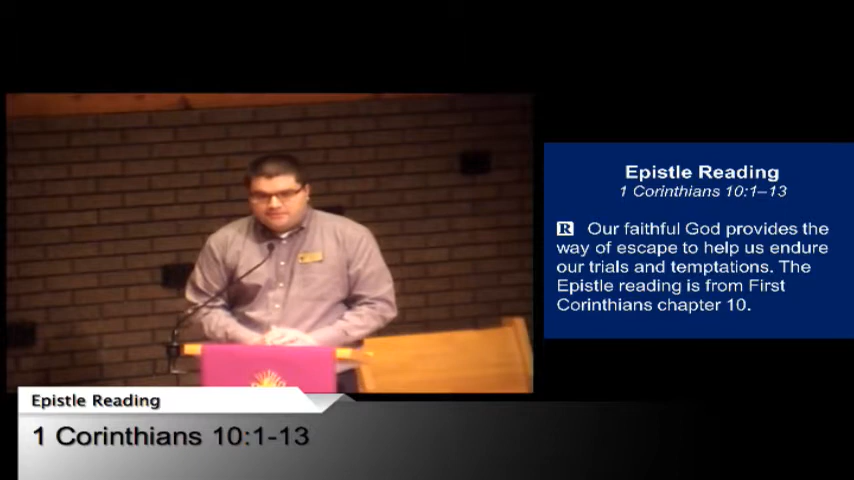 Epistle Reading
1 Corinthians 10:1–13
R Our faithful God provides the
way of escape to help us endure
our trials and temptations. The
Epistle reading is from First
Corinthians chapter 10.
Epistle Reading
1 Corinthians 10:1-13